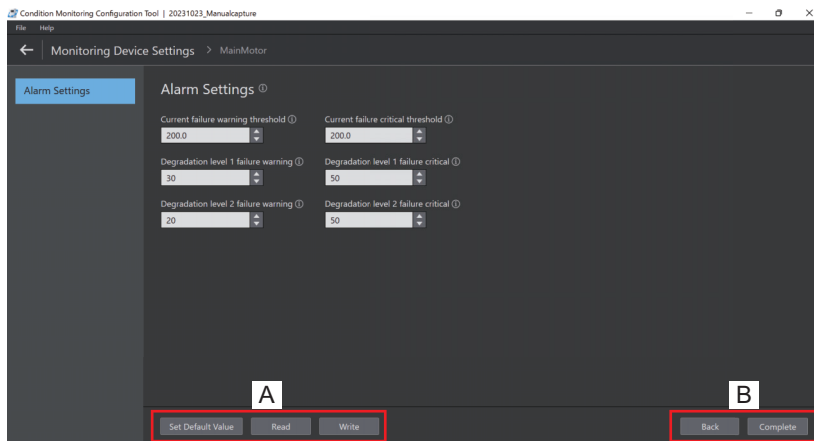 Condition Monitoring Configuration Tool | 20231023_Manualcapture
File Help
Monitoring Device Settings > MainMotor
Alarm Settings
Alarm Settings
Current failure warning threshold Current failure critical threshold
200.0 200.0
Degradation level 1 failure warning Degradation level 1 failure critical
30 50
Degradation level 2 failure warning Degradation level 2 failure critical
20 50
A B
Set Default Value Read Write Back Complete